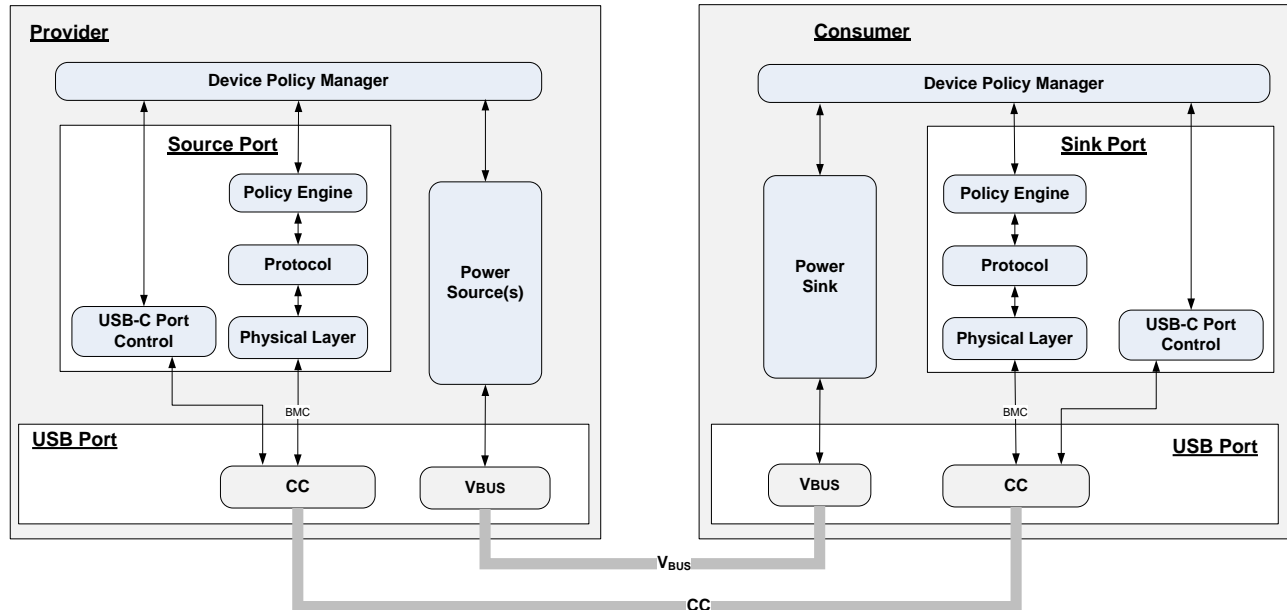 Provider
Device Policy Manager
Source Port
Policy Engine
Protocol
Power
Source(s)
USB-C Port
Control
Physical Layer
BMC
USB Port
CC
VBUS
Consumer
Device Policy Manager
Sink Port
Power
Sink
Policy Engine
Protocol
Physical Layer
USB-C Port
Control
BMC
USB Port
VBUS
CC
VBUS
CC